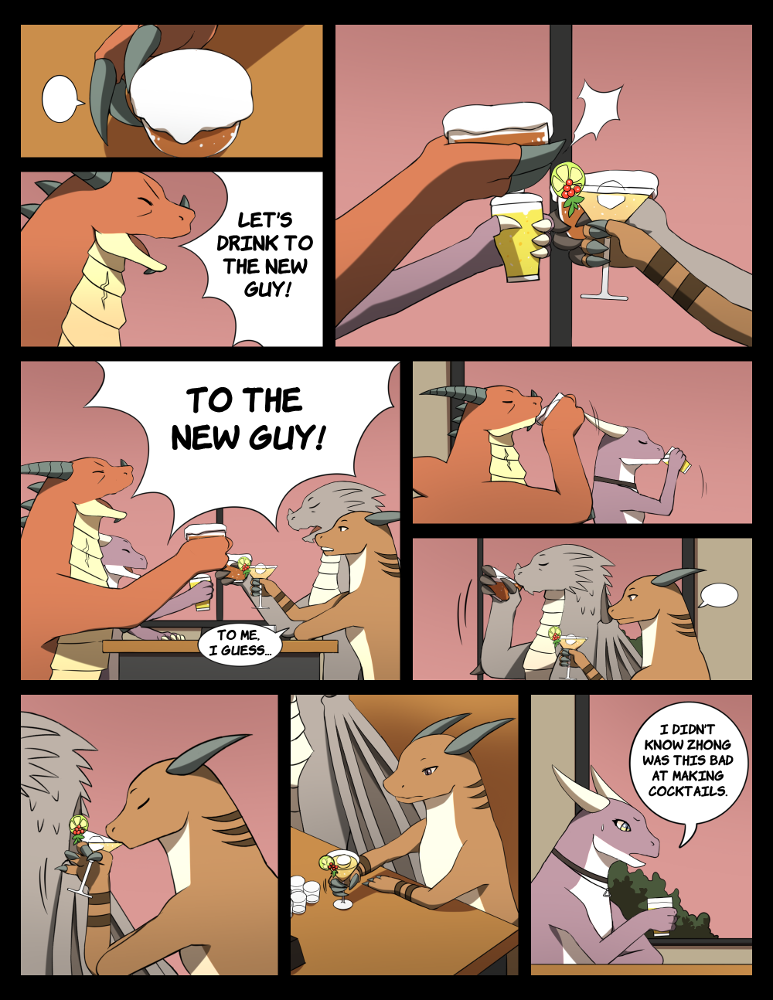 LET'S
DRINK TO
THE NEW
GUY!
TO THE
NEW GUY!
TO ME,
I GUESS...
I DIDN'T
KNOW ZHONG
WAS THIS BAD
AT MAKING
COCKTAILS.